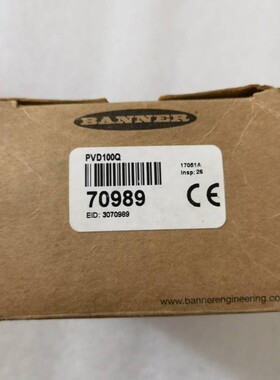 BANNER
PVD100Q
17051A
Insp: 25
70989
EID: 3070989
CE
www.bannerengineering.com